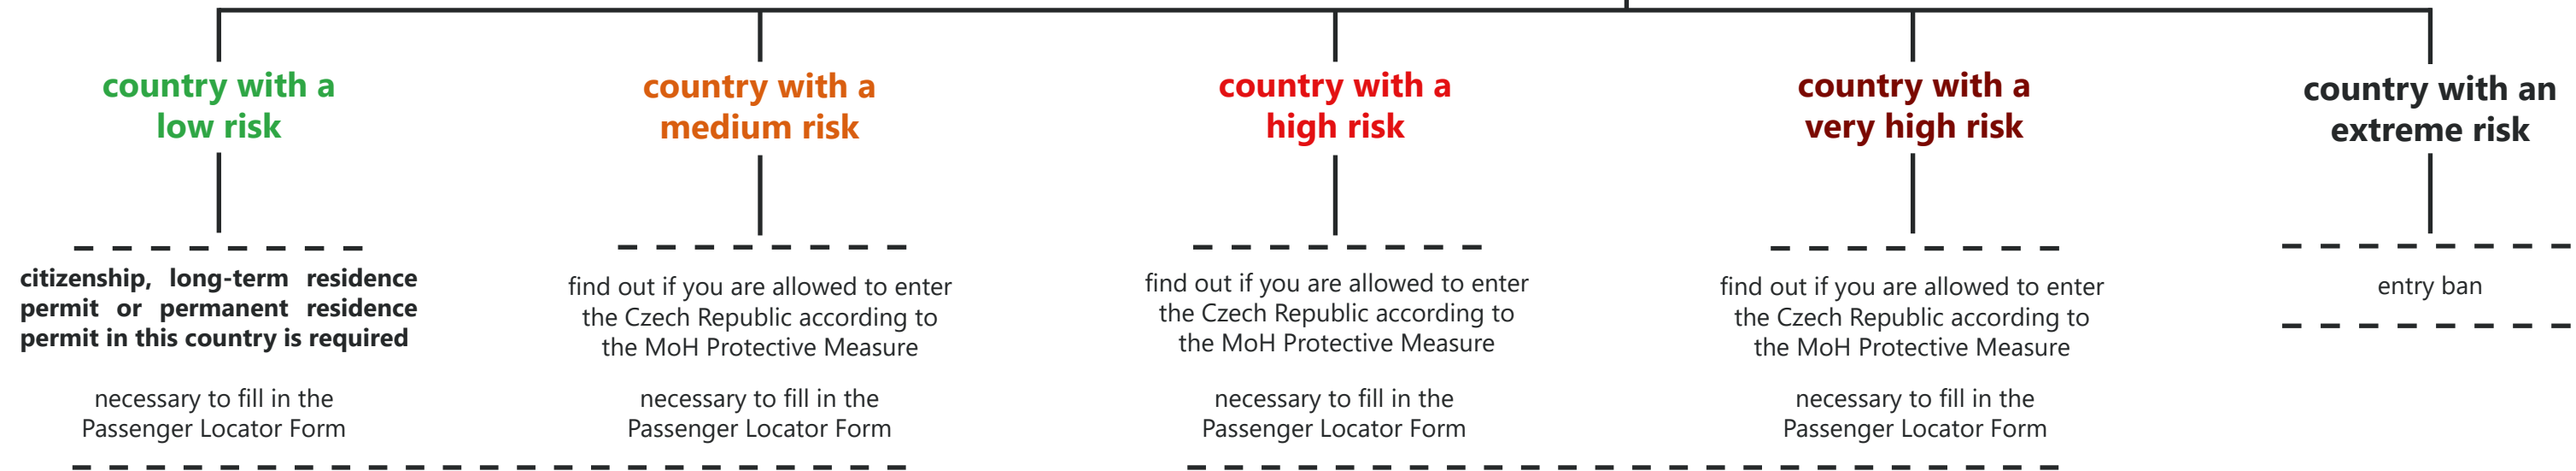 country with a
low risk
citizenship, long-term residence
permit or permanent residence
permit in this country is required
necessary to fill in the
Passenger Locator Form
country with a
medium risk
find out if you are allowed to enter
the Czech Republic according to
the MoH Protective Measure
necessary to fill in the
Passenger Locator Form
country with a
high risk
find out if you are allowed to enter
the Czech Republic according to
the MoH Protective Measure
necessary to fill in the
Passenger Locator Form
country with a
very high risk
find out if you are allowed to enter
the Czech Republic according to
the MoH Protective Measure
necessary to fill in the
Passenger Locator Form
country with an
extreme risk
entry ban